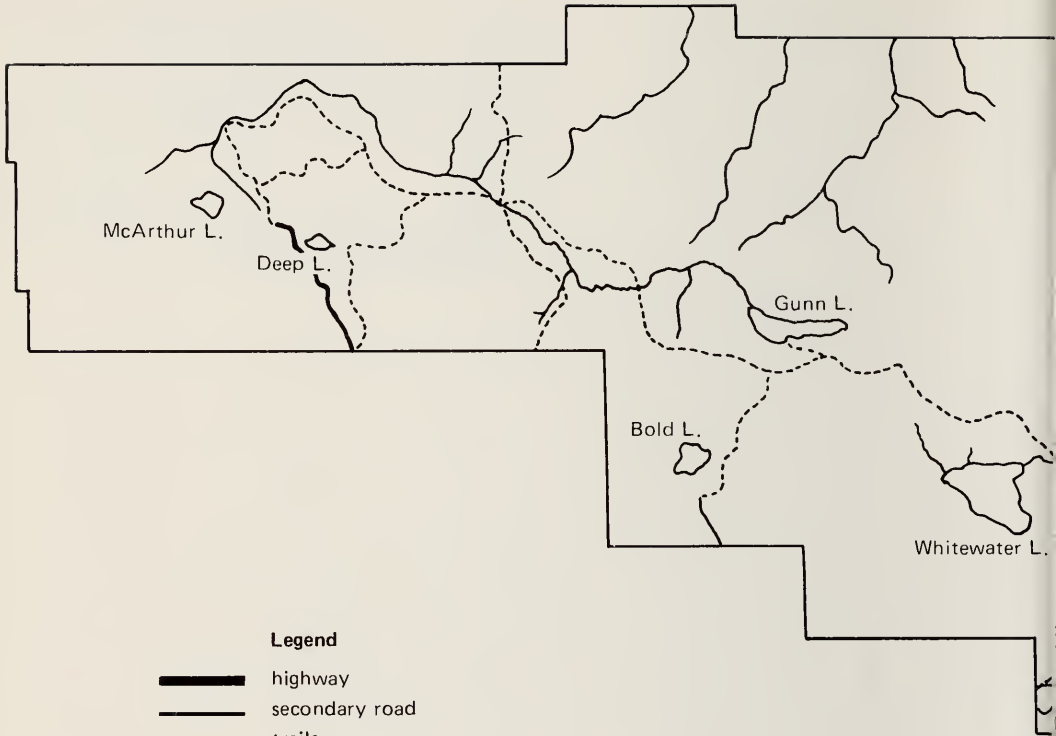 McArthur L.
Deep L.
Gunn L.
Bold L.
Whitewater L.
Legend
highway
secondary road